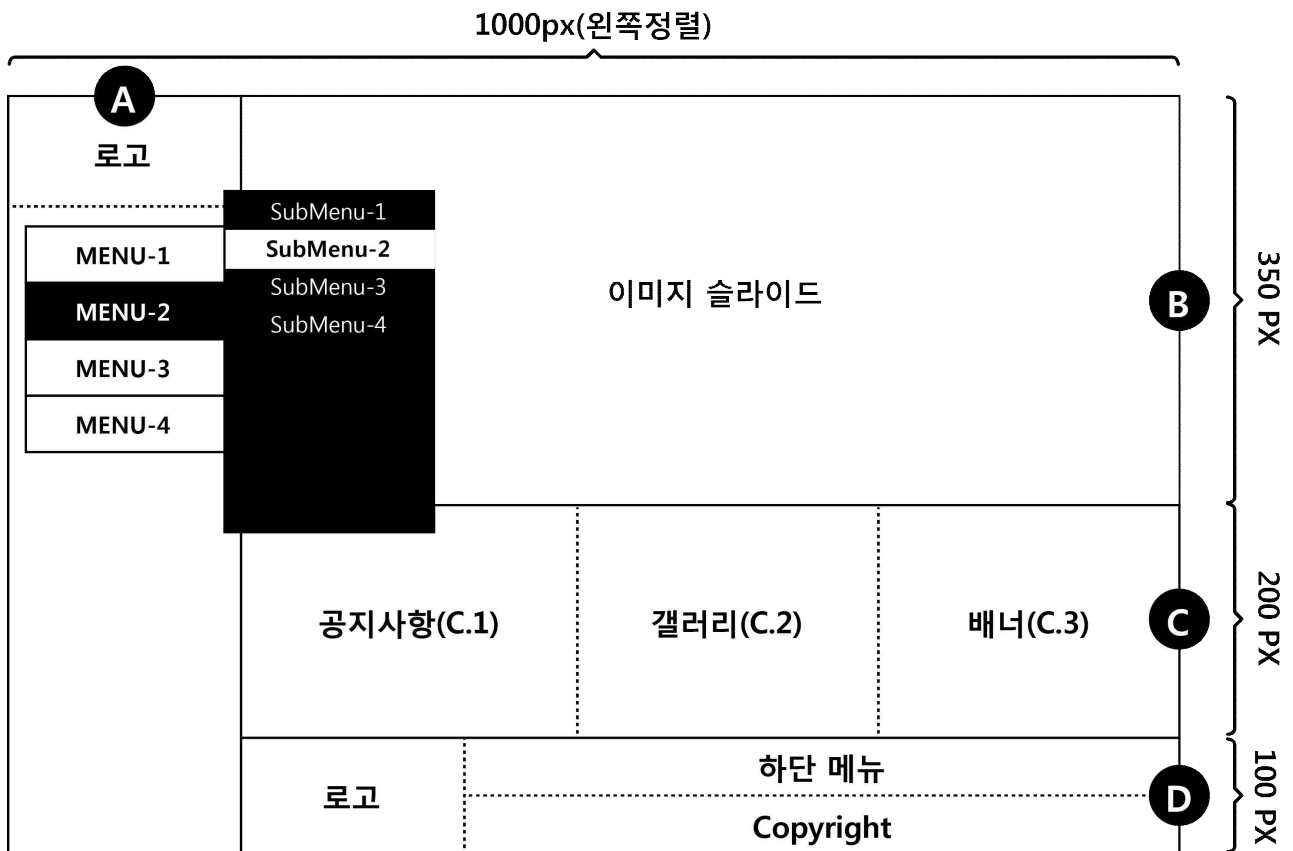 1000px(왼쪽정렬)
A
로고
MENU-1
MENU-2
MENU-3
MENU-4
SubMenu-1
SubMenu-2
SubMenu-3
SubMenu-4
이미지 슬라이드
B
350 PX
공지사항(C.1)
갤러리(C.2)
배너(C.3)
C
200 PX
로고
하단 메뉴
Copyright
D
100 PX